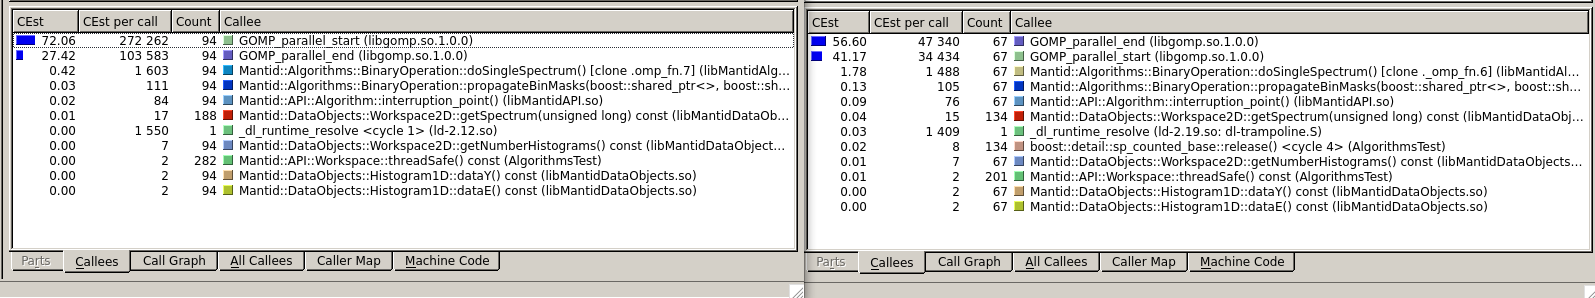 CEst CEst per call Count Callee
72.06 272 262 94 GOMP_parallel_start (libgomp.so.1.0.0)
27.42 103 583 94 GOMP_parallel_end (libgomp.so.1.0.0)
0.42 1 603 94 Mantid::Algorithms::BinaryOperation::doSingleSpectrum() [clone .omp_fn.7] (libMantidAlg...
0.03 111 94 Mantid::Algorithms::BinaryOperation::propagateBinMasks(boost::shared_ptr<>, boost::sh...
0.02 84 94 Mantid::API::Algorithm::interruption_point() (libMantidAPI.so)
0.01 17 188 Mantid::DataObjects::Workspace2D::getSpectrum(unsigned long) const (libMantidDataOb...
0.00 1 550 1 _dl_runtime_resolve <cycle 1> (ld-2.12.so)
0.00 7 94 Mantid::DataObjects::Workspace2D::getNumberHistograms() const (libMantidDataObject...
0.00 2 282 Mantid::API::Workspace::threadSafe() const (AlgorithmsTest)
0.00 2 94 Mantid::DataObjects::Histogram1D::dataY() const (libMantidDataObjects.so)
0.00 2 94 Mantid::DataObjects::Histogram1D::dataE() const (libMantidDataObjects.so)
Parts Callees Call Graph All Callees Caller Map Machine Code
CEst CEst per call Count Callee
56.60 47 340 67 GOMP_parallel_end (libgomp.so.1.0.0)
41.17 34 434 67 GOMP_parallel_start (libgomp.so.1.0.0)
1.78 1 488 67 Mantid::Algorithms::BinaryOperation::doSingleSpectrum() [clone ._omp_fn.6] (libMantidAl...
0.13 105 67 Mantid::Algorithms::BinaryOperation::propagateBinMasks(boost::shared_ptr<>, boost::sh...
0.09 76 67 Mantid::API::Algorithm::interruption_point() (libMantidAPI.so)
0.04 15 134 Mantid::DataObjects::Workspace2D::getSpectrum(unsigned long) const (libMantidDataOb...
0.03 1 409 1 _dl_runtime_resolve (ld-2.19.so: dl-trampoline.S)
0.02 8 134 boost::detail::sp_counted_base::release() <cycle 4> (AlgorithmsTest)
0.01 7 67 Mantid::DataObjects::Workspace2D::getNumberHistograms() const (libMantidDataObjects...
0.01 2 201 Mantid::API::Workspace::threadSafe() const (AlgorithmsTest)
0.00 2 67 Mantid::DataObjects::Histogram1D::dataY() const (libMantidDataObjects.so)
0.00 2 67 Mantid::DataObjects::Histogram1D::dataE() const (libMantidDataObjects.so)
Parts Callees Call Graph All Callees Caller Map Machine Code